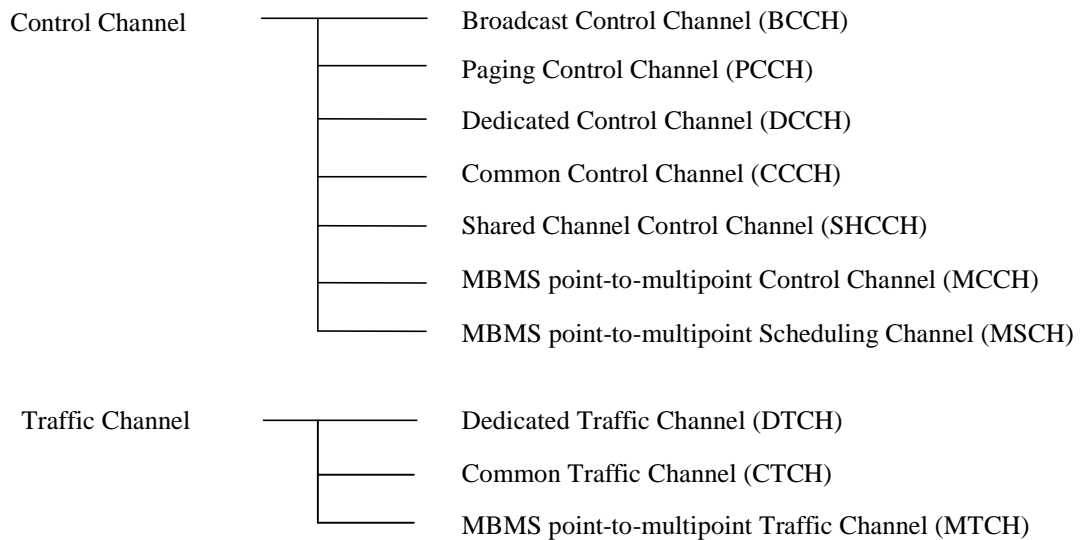 Control Channel
Broadcast Control Channel (BCCH)
Paging Control Channel (PCCH)
Dedicated Control Channel (DCCH)
Common Control Channel (CCCH)
Shared Channel Control Channel (SHCCH)
MBMS point-to-multipoint Control Channel (MCCH)
MBMS point-to-multipoint Scheduling Channel (MSCH)
Traffic Channel
Dedicated Traffic Channel (DTCH)
Common Traffic Channel (CTCH)
MBMS point-to-multipoint Traffic Channel (MTCH)